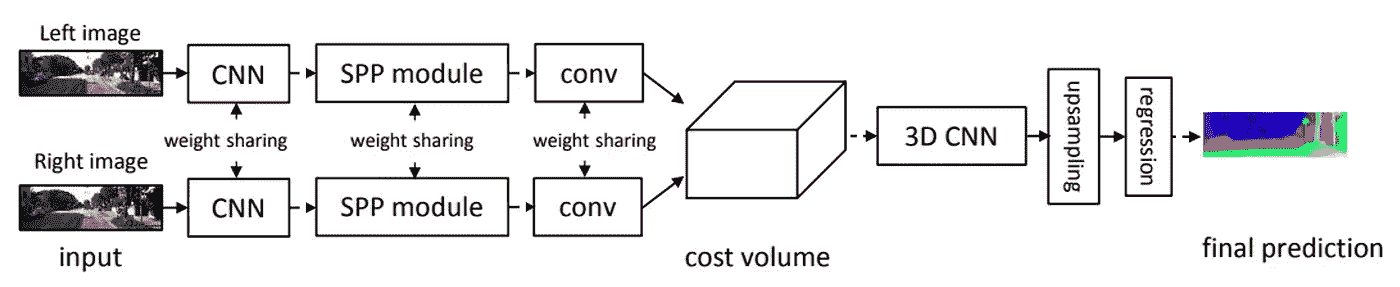 Left image
CNN
SPP module
conv
weight sharing
weight sharing
weight sharing
Right image
CNN
SPP module
conv
input
cost volume
3D CNN
upsampling
regression
final prediction